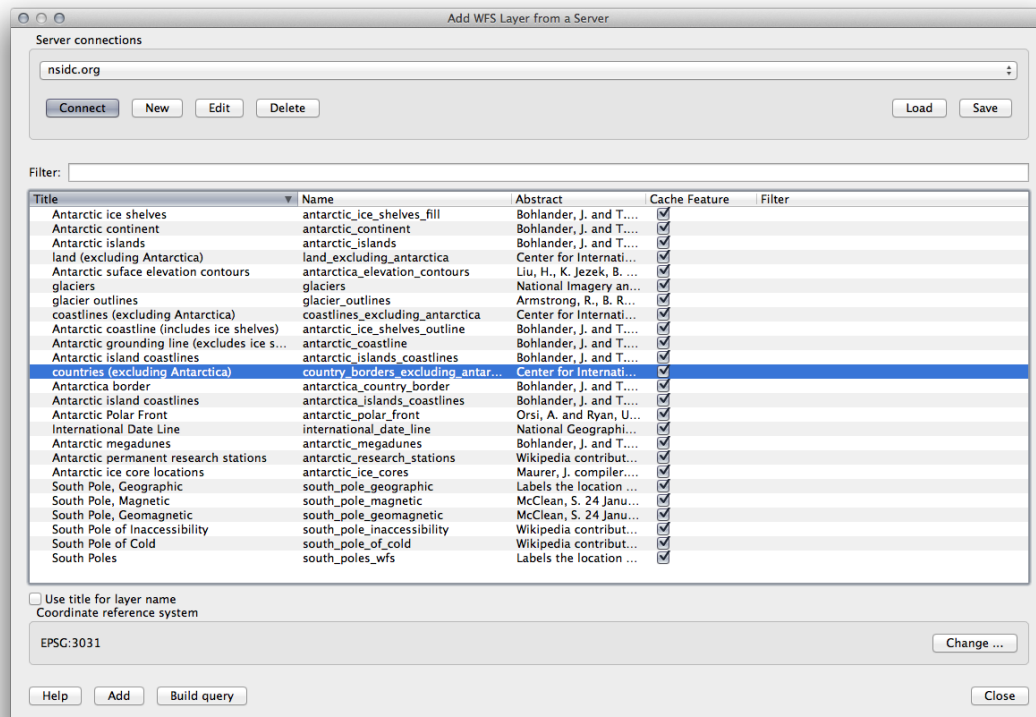 Add WFS Layer from a Server
Server connections
nsidc.org
Connect New Edit Delete Load Save
Filter:
Title Name Abstract Cache Feature Filter
Antarctic ice shelves antarctic_ice_shelves_fill Bohlander, J. and T....
Antarctic continent antarctic_continent Bohlander, J. and T....
Antarctic islands antarctic_islands Bohlander, J. and T....
land (excluding Antarctica) land_excluding_antarctica Center for Internati...
Antarctic suface elevation contours antarctica_elevation_contours Liu, H., K. Jezek, B. ...
glaciers glaciers National Imagery an...
glacier outlines glacier_outlines Armstrong, R., B. R...
coastlines (excluding Antarctica) coastlines_excluding_antarctica Center for Internati...
Antarctic coastline (includes ice shelves) antarctic_ice_shelves_outline Bohlander, J. and T....
Antarctic grounding line (excludes ice s... antarctic_coastline Bohlander, J. and T....
Antarctic island coastlines antarctic_islands_coastlines Bohlander, J. and T....
countries (excluding Antarctica) country_borders_excluding_antar... Center for Internati...
Antarctica border antarctica_country_border Bohlander, J. and T....
Antarctic island coastlines antarctica_islands_coastlines Bohlander, J. and T....
Antarctic Polar Front antarctic_polar_front Orsi, A. and Ryan, U...
International Date Line international_date_line National Geographi...
Antarctic megadunes antarctic_megadunes Bohlander, J. and T....
Antarctic permanent research stations antarctic_research_stations Wikipedia contribut...
Antarctic ice core locations antarctic_ice_cores Maurer, J. compiler....
South Pole, Geographic south_pole_geographic Labels the location ...
South Pole, Magnetic south_pole_magnetic McClean, S. 24 Janu...
South Pole, Geomagnetic south_pole_geomagnetic McClean, S. 24 Janu...
South Pole of Inaccessibility south_pole_inaccessibility Wikipedia contribut...
South Pole of Cold south_pole_of_cold Wikipedia contribut...
South Poles south_poles_wfs Labels the location ...
Use title for layer name
Coordinate reference system
EPSG:3031 Change ...
Help Add Build query Close